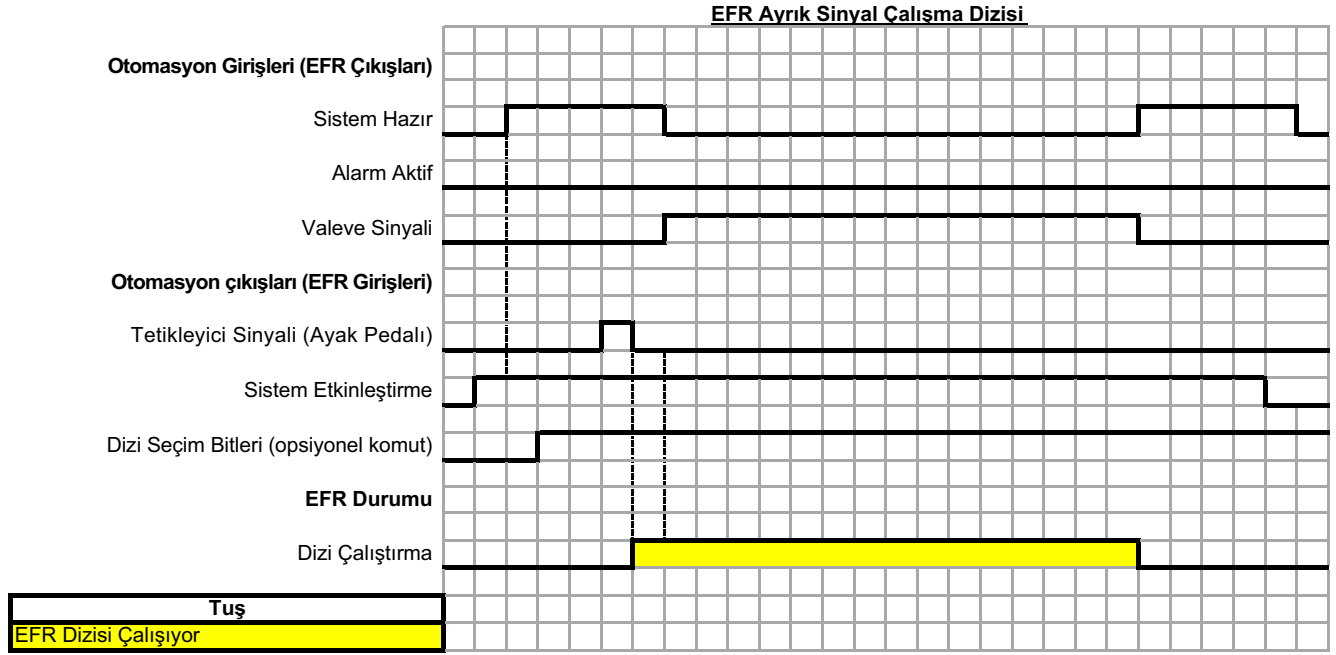 EFR Ayrık Sinyal Çalışma Dizisi
Otomasyon Girişleri (EFR Çıkışları)
Sistem Hazır
Alarm Aktif
Valeve Sinyali
Otomasyon çıkışları (EFR Girişleri)
Tetikleyici Sinyali (Ayak Pedalı)
Sistem Etkinleştirme
Dizi Seçim Bitleri (opsiyonel komut)
EFR Durumu
Dizi Çalıştırma
Tuş
EFR Dizisi Çalışıyor